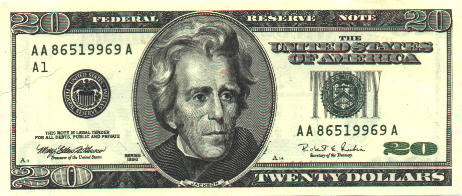 20 FEDERAL RESERVE NOTE 20
AA 86519969 A
A1
THE
UNITED STATES
OF AMERICA
THIS NOTE IS LEGAL TENDER
FOR ALL DEBTS, PUBLIC AND PRIVATE
Treasurer of the United States
SERIES
1996
AA 86519969 A
Secretary of the Treasury
20
JACKSON
20
TWENTY DOLLARS